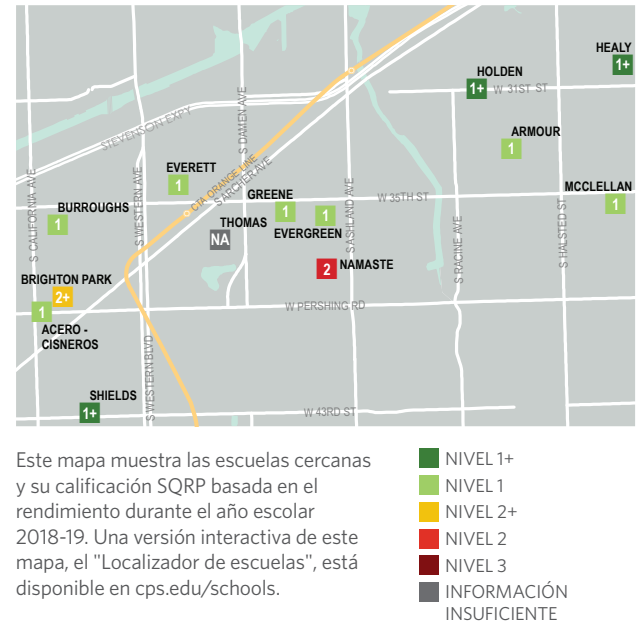 HEALY
1+
HOLDEN
1+
W 31ST ST
STEVENSON EXPY
S DAMEN AVE
ARMOUR
1
EVERETT
1
CTA ORANGE LINE
S ARCHER AVE
S CALIFORNIA AVE
BURROUGHS
1
S WESTERN AVE
GREENE
1
W 35TH ST
MCCLELLAN
1
THOMAS
NA
EVERGREEN
1
S ASHLAND AVE
S RACINE AVE
S HALSTED ST
2
NAMASTE
BRIGHTON PARK
2+
1
W PERSHING RD
ACERO -
CISNEROS
S WESTERN BLVD
SHIELDS
1+
W 43RD ST
Este mapa muestra las escuelas cercanas
y su calificación SQRP basada en el
rendimiento durante el año escolar
2018-19. Una versión interactiva de este
mapa, el "Localizador de escuelas", está
disponible en cps.edu/schools.
NIVEL 1+
NIVEL 1
NIVEL 2+
NIVEL 2
NIVEL 3
INFORMACIÓN
INSUFICIENTE